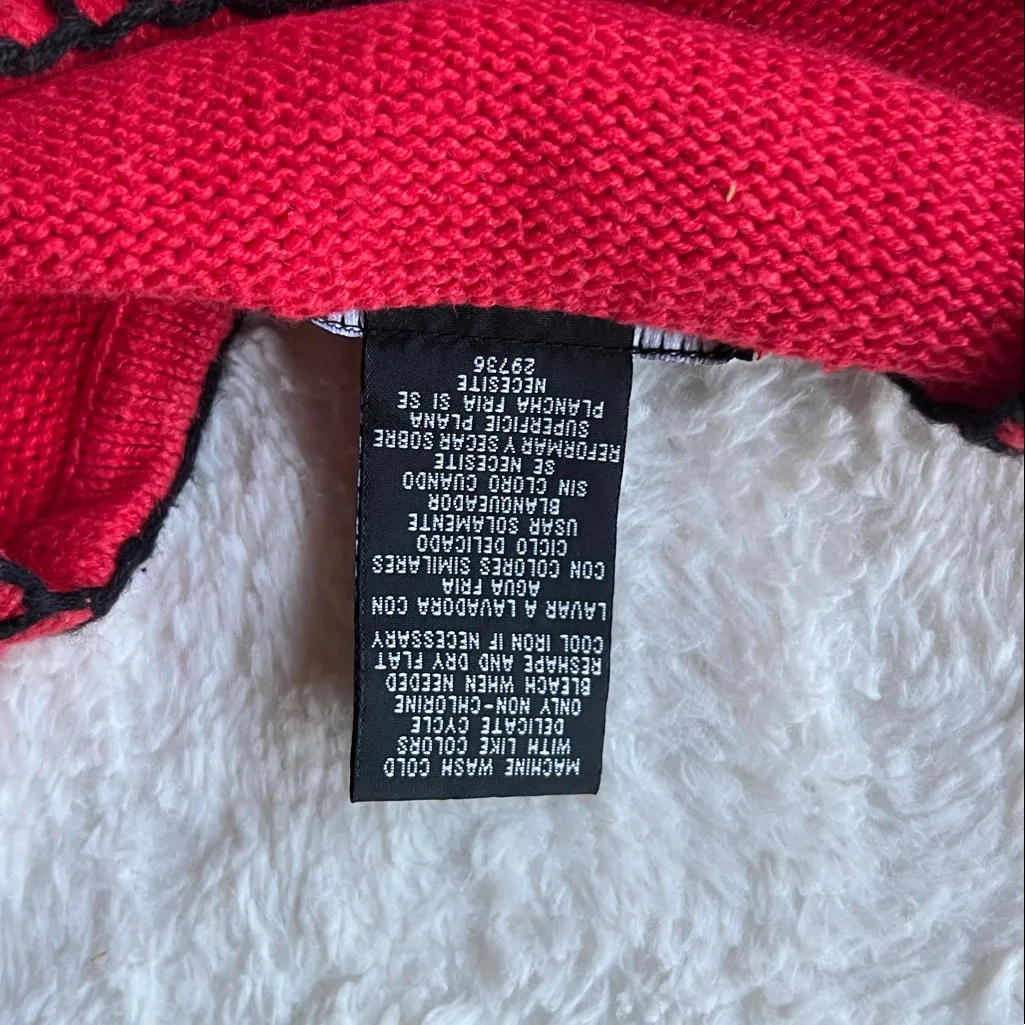 MACHINE WASH COLD
WITH LIKE COLORS
DELICATE CYCLE
ONLY NON-CHLORINE
BLEACH WHEN NEEDED
RESHAPE AND DRY FLAT
COOL IRON IF NECESSARY
LAVAR A LAVADORA CON
AGUA FRIA
CON COLORES SIMILARES
CICLO DELICADO
USAR SOLAMENTE
BLANQUEADOR
SIN CLORO CUANDO
SE NECESITE
REFORMAR Y SECAR SOBRE
SUPERFICIE PLANA
PLANCHA FRIA SI SE
NECESITE
29736